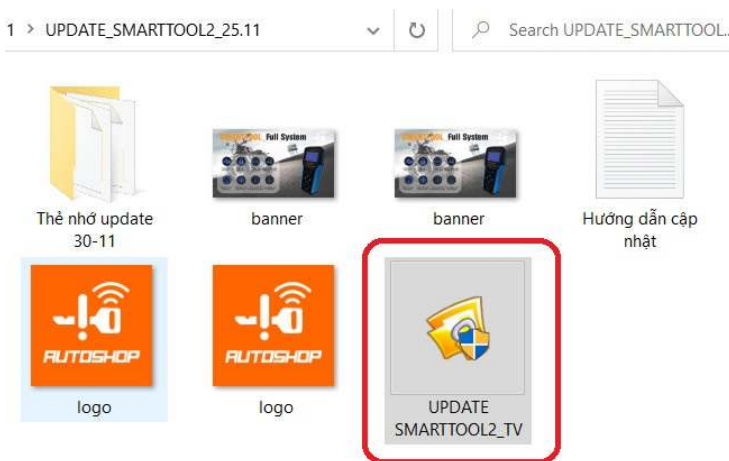 1 > UPDATE_SMARTTOOL2_25.11
Search UPDATE_SMARTTOOL...
Full System
Full System
Thẻ nhớ update
30-11
banner
banner
Hướng dẫn cập
nhật
AUTOSHOP
AUTOSHOP
logo
logo
UPDATE
SMARTTOOL2_TV